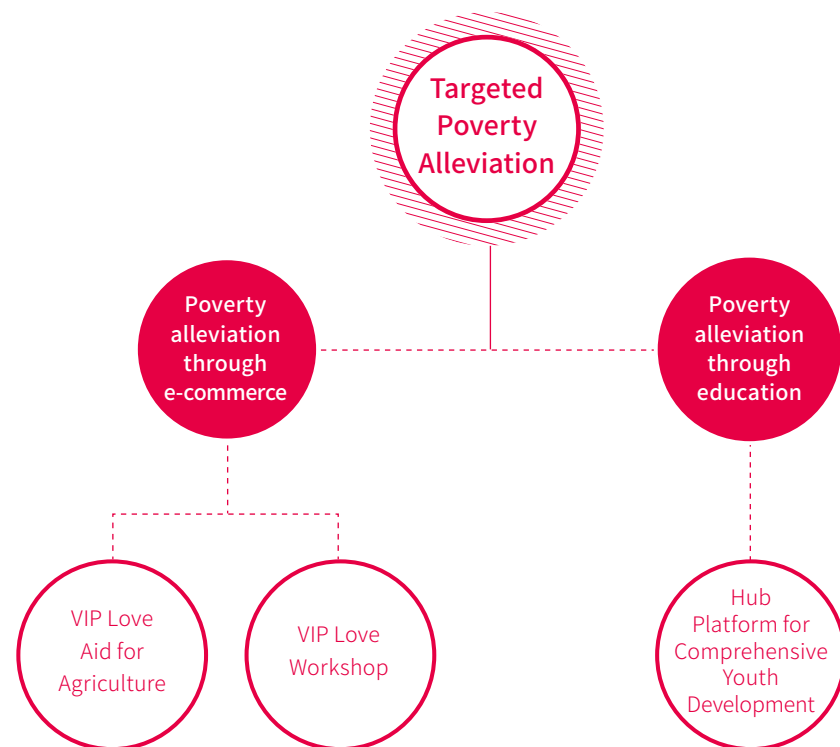 Targeted
Poverty
Alleviation
Poverty
alleviation
through
e-commerce
Poverty
alleviation
through
education
VIP Love
Aid for
Agriculture
VIP Love
Workshop
Hub
Platform for
Comprehensive
Youth
Development